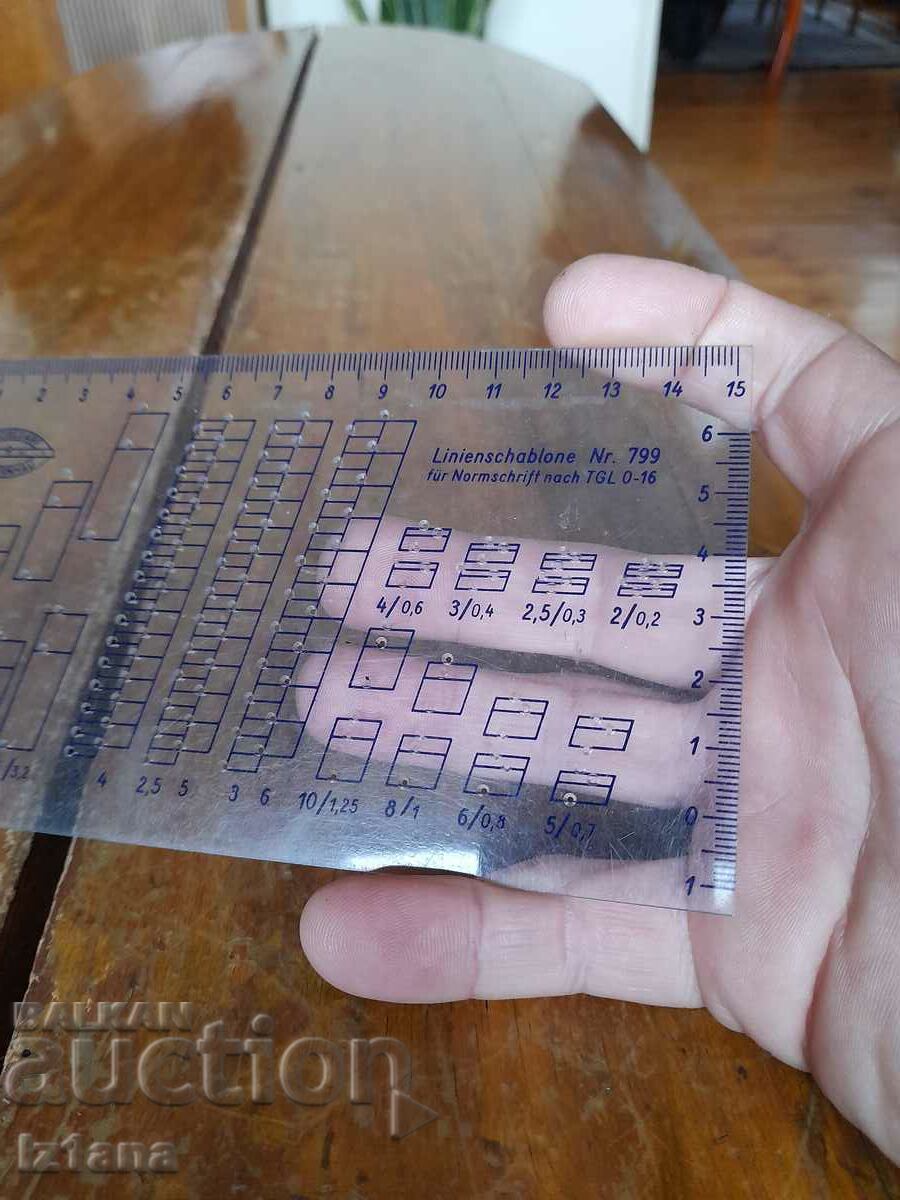 2 3 4 5 6 7 8 9 10 11 12 13 14 15
Linienschablone Nr. 799
für Normschrift nach TGL 0-16
6
5
4
3
2
1
0
1
4/0,6 3/0,4 2,5/0,3 2/0,2
/3,2 2 4 2,5 5 3 6 10/1,25 8/1 6/0,8 5/0,7
BALKAN
auction
iz1ana